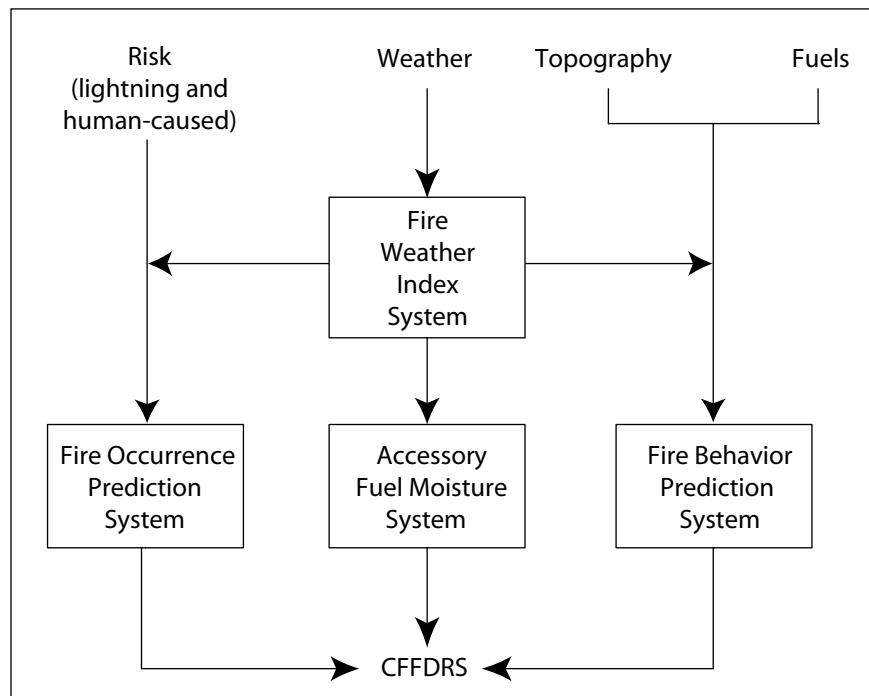 Risk
(lightning and
human-caused)
Weather
Topography
Fuels
Fire
Weather
Index
System
Fire Occurrence
Prediction
System
Accessory
Fuel Moisture
System
Fire Behavior
Prediction
System
CFFDRS